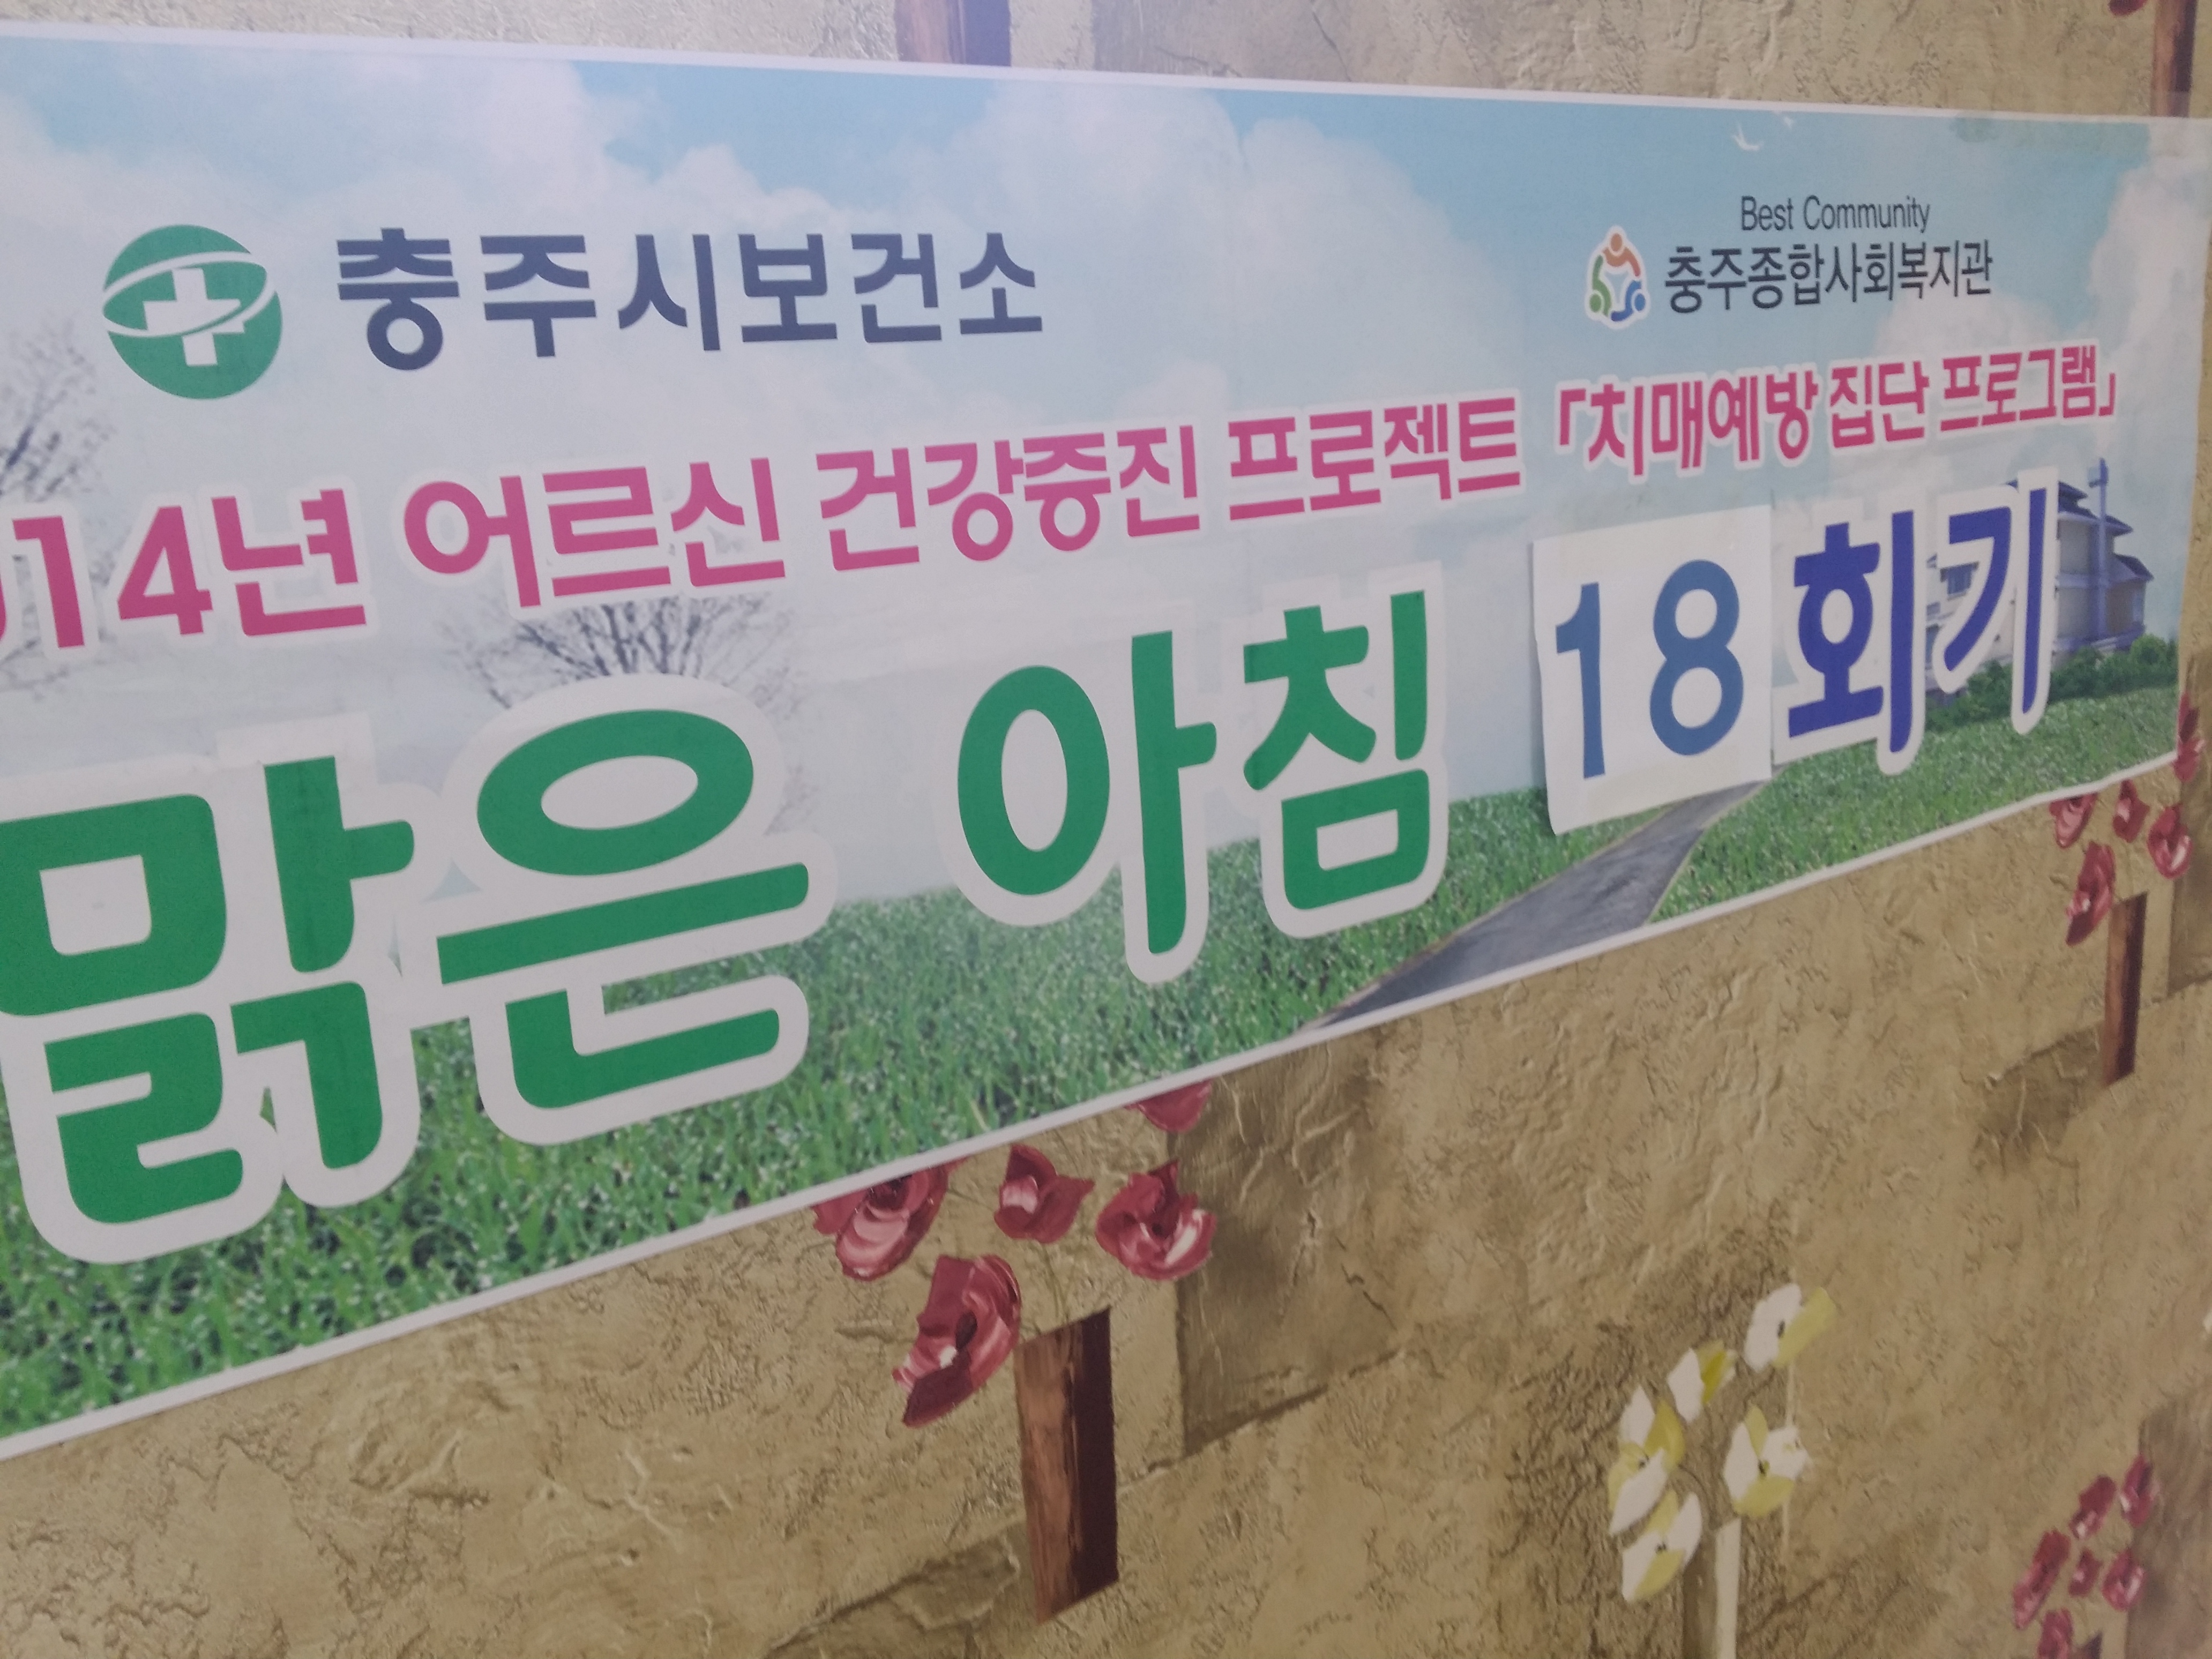 충주시보건소
Best Community
충주종합사회복지관
014년 어르신 건강증진 프로젝트 「치매예방 집단 프로그램」
맑은 아침 18회기